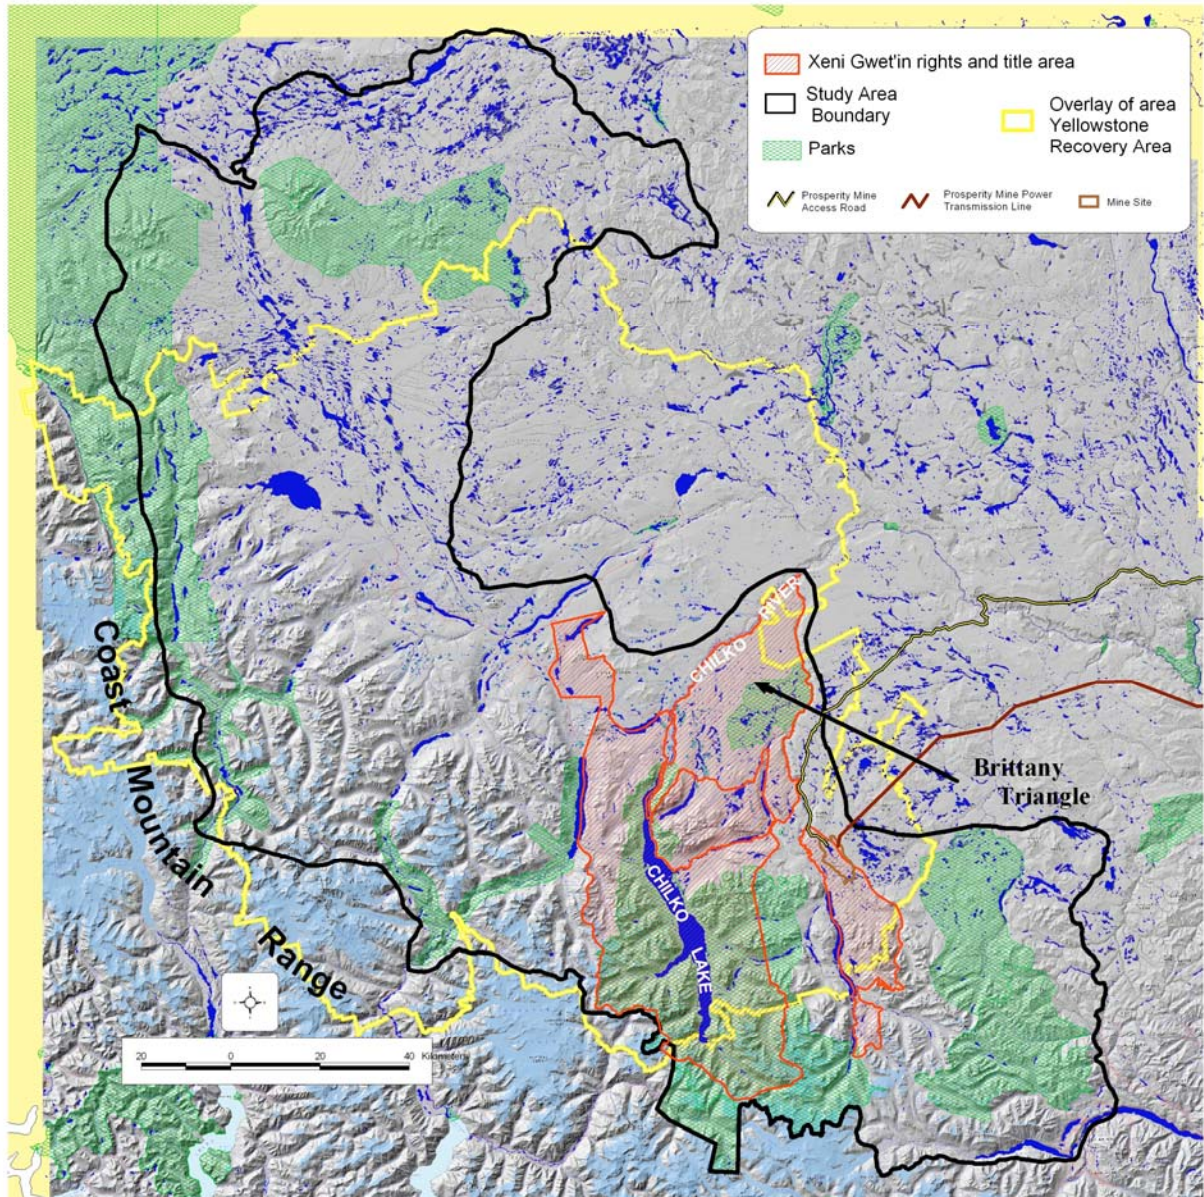 Xeni Gwet'in rights and title area
Study Area
Boundary
Parks
Overlay of area
Yellowstone
Recovery Area
Prosperity Mine
Access Road
Prosperity Mine Power
Transmission Line
Mine Site
CHILKO RIVER
Coast
Mountain
Range
Brittany
Triangle
CHILKO LAKE
20 0 20 40 Kilometers